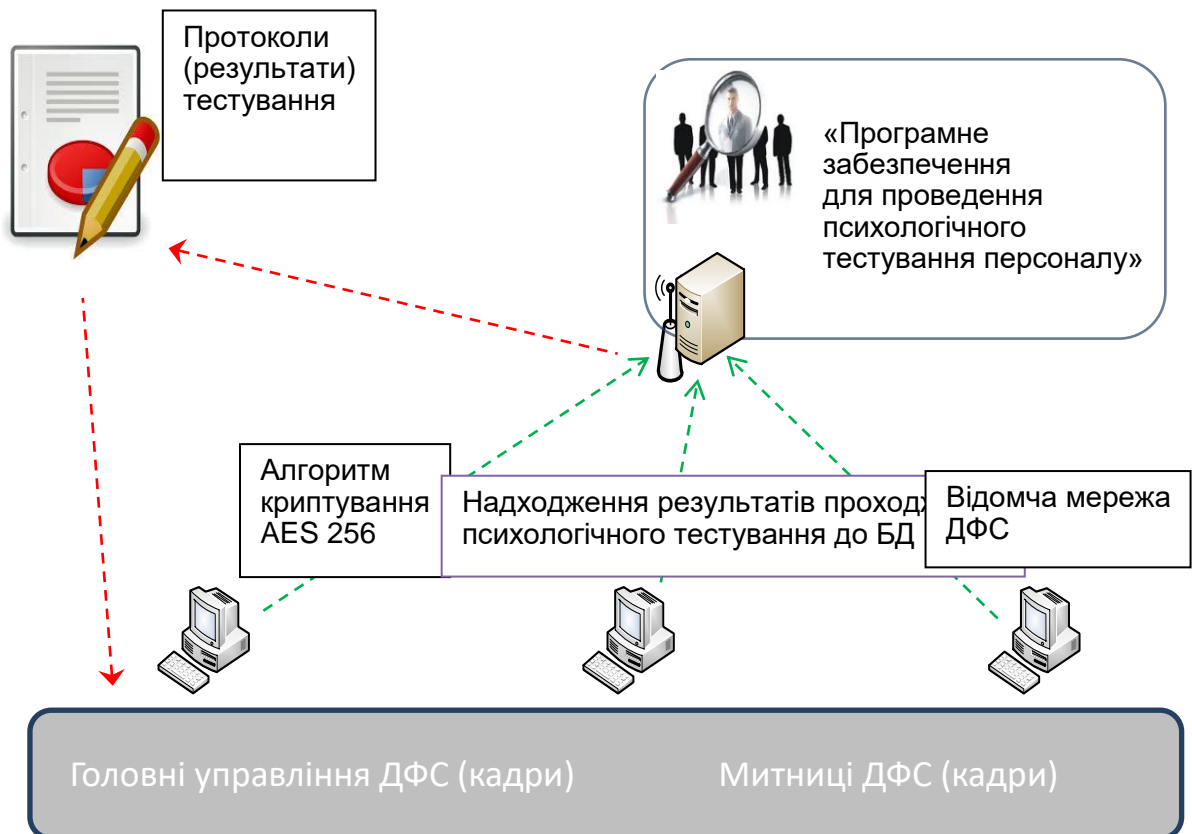 Протоколи
(результати)
тестування
«Програмне
забезпечення
для проведення
психологічного
тестування персоналу»
Алгоритм
криптування
AES 256
Надходження результатів
психологічного тестування до БД
Відомча мережа
ДФС
Головні управління ДФС (кадри)
Митниці ДФС (кадри)